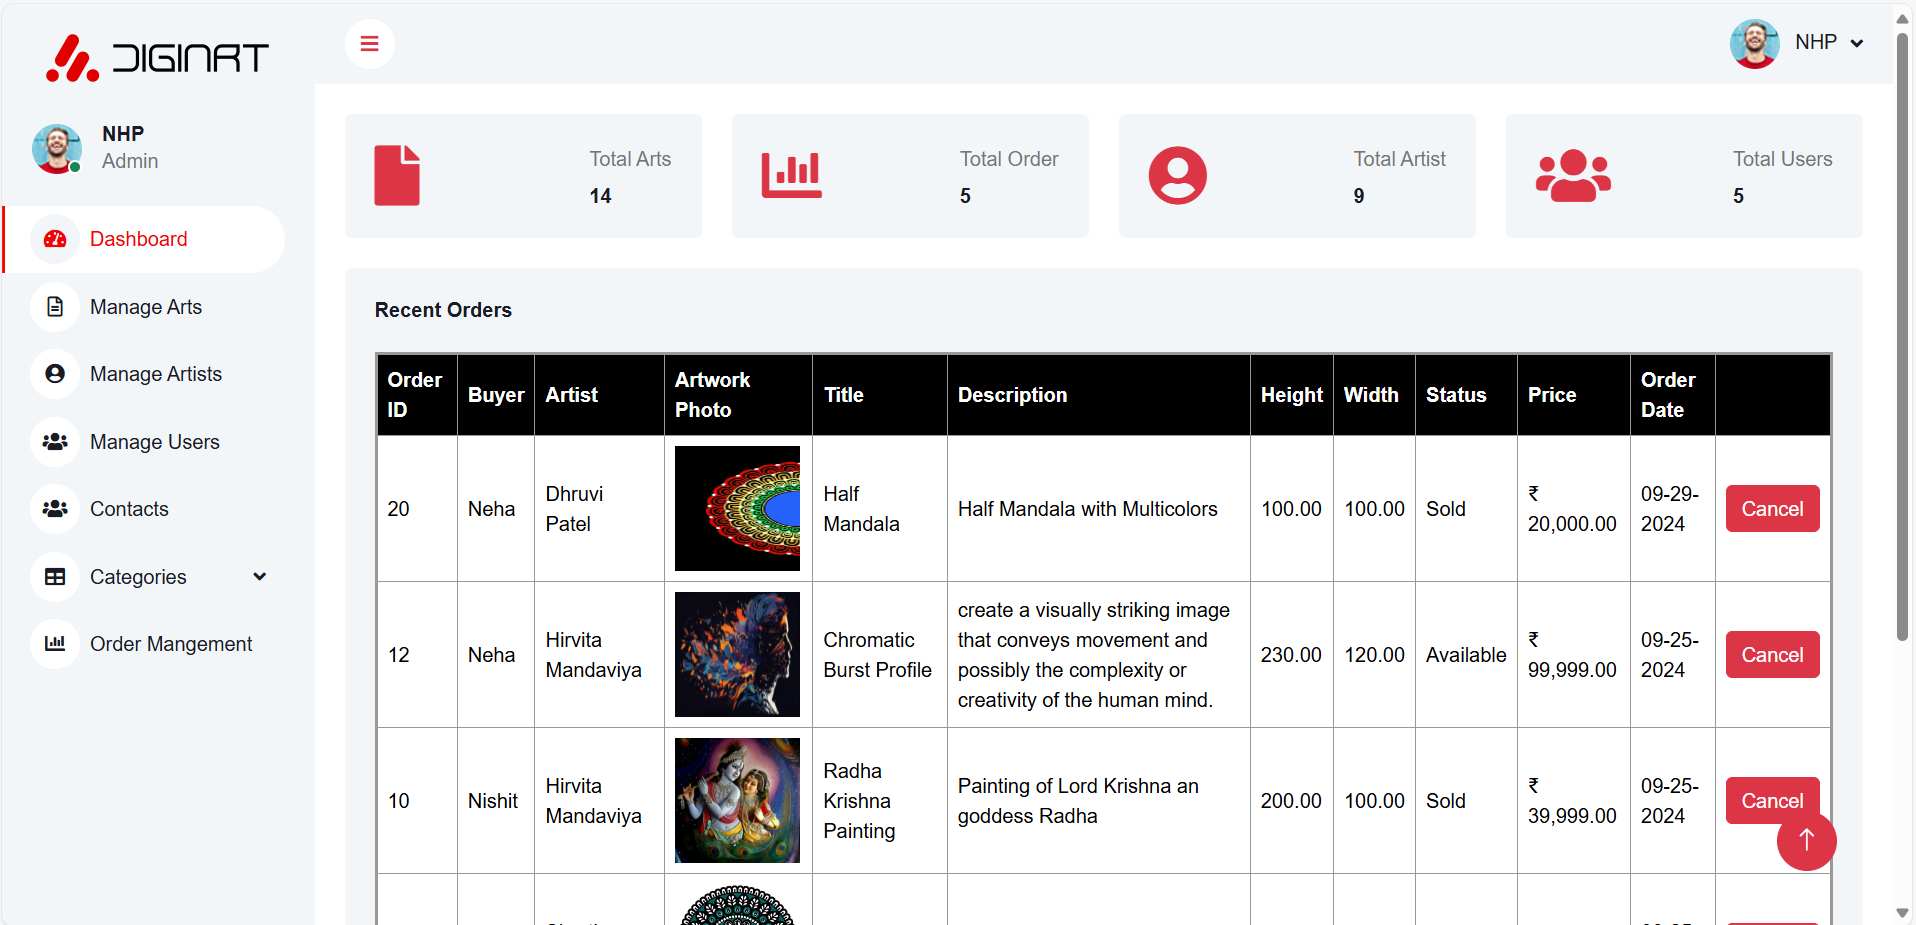 DIGINART
NHP
NHP
Admin
Dashboard
Manage Arts
Manage Artists
Manage Users
Contacts
Categories
Order Mangement
Total Arts
14
Total Order
5
Total Artist
9
Total Users
5
Recent Orders
Order ID Buyer Artist Artwork Photo Title Description Height Width Status Price Order Date
20 Neha Dhruvi Patel Half Mandala Half Mandala with Multicolors 100.00 100.00 Sold ₹ 20,000.00 09-29-2024 Cancel
12 Neha Hirvita Mandaviya Chromatic Burst Profile create a visually striking image that conveys movement and possibly the complexity or creativity of the human mind. 230.00 120.00 Available ₹ 99,999.00 09-25-2024 Cancel
10 Nishit Hirvita Mandaviya Radha Krishna Painting Painting of Lord Krishna an goddess Radha 200.00 100.00 Sold ₹ 39,999.00 09-25-2024 Cancel